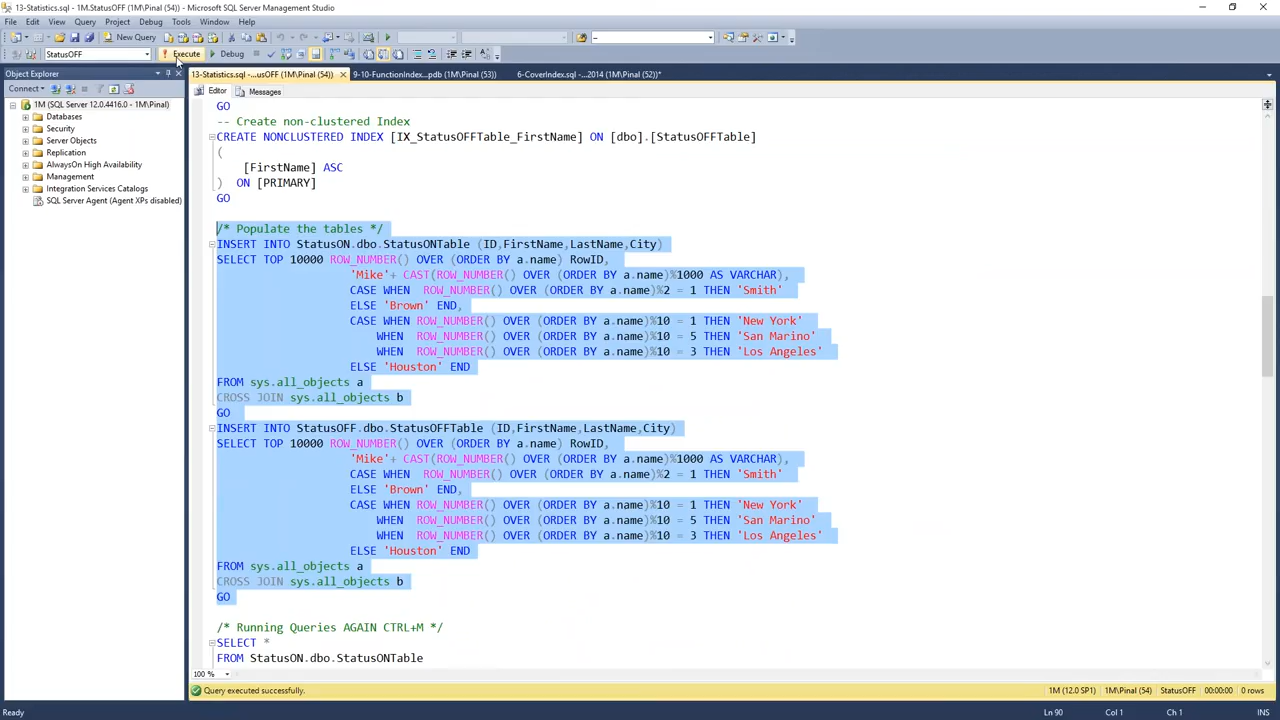 13-Statistics.sql - 1M.StatusOFF (1M\Pinal (54)) - Microsoft SQL Server Management Studio
File Edit View Query Project Debug Tools Window Help
New Query
StatusOFF Execute Debug
Object Explorer
Connect
1M (SQL Server 12.0.4416.0 - 1M\Pinal)
Databases
Security
Server Objects
Replication
AlwaysOn High Availability
Management
Integration Services Catalogs
SQL Server Agent (Agent XPs disabled)
13-Statistics.sql -...usOFF (1M\Pinal (54)) 9-10-FunctionIndex...pdb (1M\Pinal (53)) 6-CoverIndex.sql -...2014 (1M\Pinal (52))*
Editor Messages
GO
-- Create non-clustered Index
CREATE NONCLUSTERED INDEX [IX_StatusOFFTable_FirstName] ON [dbo].[StatusOFFTable]
(
[FirstName] ASC
) ON [PRIMARY]
GO
/* Populate the tables */
INSERT INTO StatusON.dbo.StatusONTable (ID,FirstName,LastName,City)
SELECT TOP 10000 ROW_NUMBER() OVER (ORDER BY a.name) RowID,
'Mike'+ CAST(ROW_NUMBER() OVER (ORDER BY a.name)%1000 AS VARCHAR),
CASE WHEN ROW_NUMBER() OVER (ORDER BY a.name)%2 = 1 THEN 'Smith'
ELSE 'Brown' END,
CASE WHEN ROW_NUMBER() OVER (ORDER BY a.name)%10 = 1 THEN 'New York'
WHEN ROW_NUMBER() OVER (ORDER BY a.name)%10 = 5 THEN 'San Marino'
WHEN ROW_NUMBER() OVER (ORDER BY a.name)%10 = 3 THEN 'Los Angeles'
ELSE 'Houston' END
FROM sys.all_objects a
CROSS JOIN sys.all_objects b
GO
INSERT INTO StatusOFF.dbo.StatusOFFTable (ID,FirstName,LastName,City)
SELECT TOP 10000 ROW_NUMBER() OVER (ORDER BY a.name) RowID,
'Mike'+ CAST(ROW_NUMBER() OVER (ORDER BY a.name)%1000 AS VARCHAR),
CASE WHEN ROW_NUMBER() OVER (ORDER BY a.name)%2 = 1 THEN 'Smith'
ELSE 'Brown' END,
CASE WHEN ROW_NUMBER() OVER (ORDER BY a.name)%10 = 1 THEN 'New York'
WHEN ROW_NUMBER() OVER (ORDER BY a.name)%10 = 5 THEN 'San Marino'
WHEN ROW_NUMBER() OVER (ORDER BY a.name)%10 = 3 THEN 'Los Angeles'
ELSE 'Houston' END
FROM sys.all_objects a
CROSS JOIN sys.all_objects b
GO
/* Running Queries AGAIN CTRL+M */
SELECT *
FROM StatusON.dbo.StatusONTable
100 %
Query executed successfully. 1M (12.0 SP1) 1M\Pinal (54) StatusOFF 00:00:00 0 rows
Ready Ln 90 Col 1 Ch 1 INS